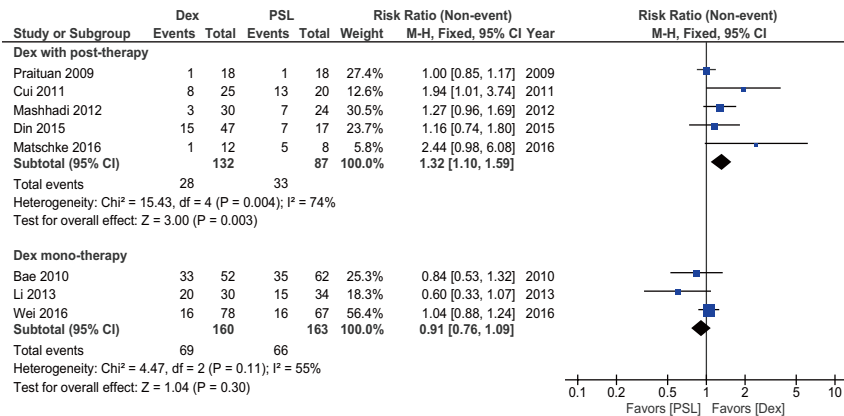 Dex PSL Risk Ratio (Non-event) Risk Ratio (Non-event)
Study or Subgroup Events Total Events Total Weight M-H, Fixed, 95% CI Year M-H, Fixed, 95% CI
Dex with post-therapy
Praituan 2009 1 18 1 18 27.4% 1.00 [0.85, 1.17] 2009
Cui 2011 8 25 13 20 12.6% 1.94 [1.01, 3.74] 2011
Mashhadi 2012 3 30 7 24 30.5% 1.27 [0.96, 1.69] 2012
Din 2015 15 47 7 17 23.7% 1.16 [0.74, 1.80] 2015
Matschke 2016 1 12 5 8 5.8% 2.44 [0.98, 6.08] 2016
Subtotal (95% CI) 132 87 100.0% 1.32 [1.10, 1.59]
Total events 28 33
Heterogeneity: Chi² = 15.43, df = 4 (P = 0.004); I² = 74%
Test for overall effect: Z = 3.00 (P = 0.003)
Dex mono-therapy
Bae 2010 33 52 35 62 25.3% 0.84 [0.53, 1.32] 2010
Li 2013 20 30 15 34 18.3% 0.60 [0.33, 1.07] 2013
Wei 2016 16 78 16 67 56.4% 1.04 [0.88, 1.24] 2016
Subtotal (95% CI) 160 163 100.0% 0.91 [0.76, 1.09]
Total events 69 66
Heterogeneity: Chi² = 4.47, df = 2 (P = 0.11); I² = 55%
Test for overall effect: Z = 1.04 (P = 0.30)
0.1 0.2 0.5 1 2 5 10
Favors [PSL] Favors [Dex]